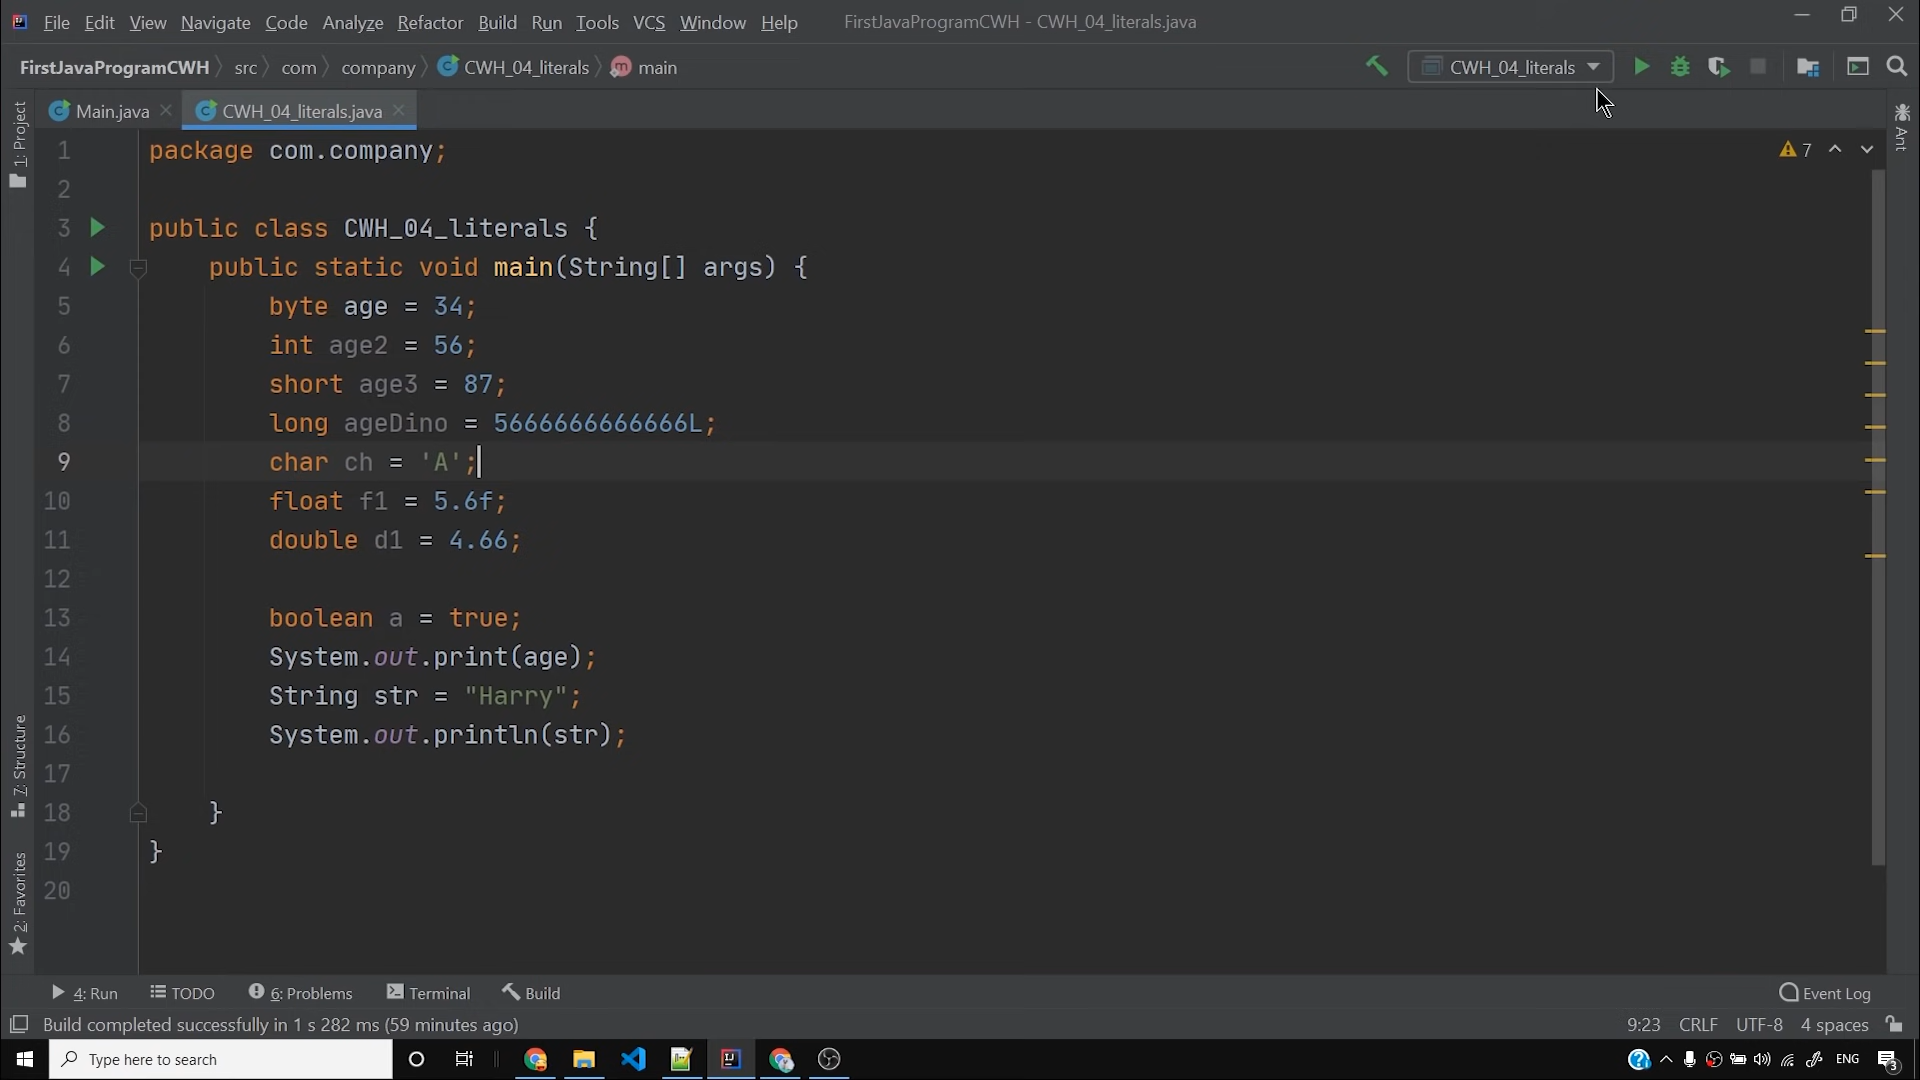 File Edit View Navigate Code Analyze Refactor Build Run Tools VCS Window Help FirstJavaProgramCWH - CWH_04_literals.java
FirstJavaProgramCWH src com company CWH_04_literals main CWH_04_literals
Main.java CWH_04_literals.java
1: Project
Ant
7
1 package com.company;
2
3 public class CWH_04_literals {
4     public static void main(String[] args) {
5         byte age = 34;
6         int age2 = 56;
7         short age3 = 87;
8         long ageDino = 5666666666666L;
9         char ch = 'A';
10         float f1 = 5.6f;
11         double d1 = 4.66;
12
13         boolean a = true;
14         System.out.print(age);
15         String str = "Harry";
16         System.out.println(str);
17
18     }
19 }
20
7: Structure
2: Favorites
4: Run TODO 6: Problems Terminal Build Event Log
Build completed successfully in 1 s 282 ms (59 minutes ago) 9:23 CRLF UTF-8 4 spaces
Type here to search ENG 3